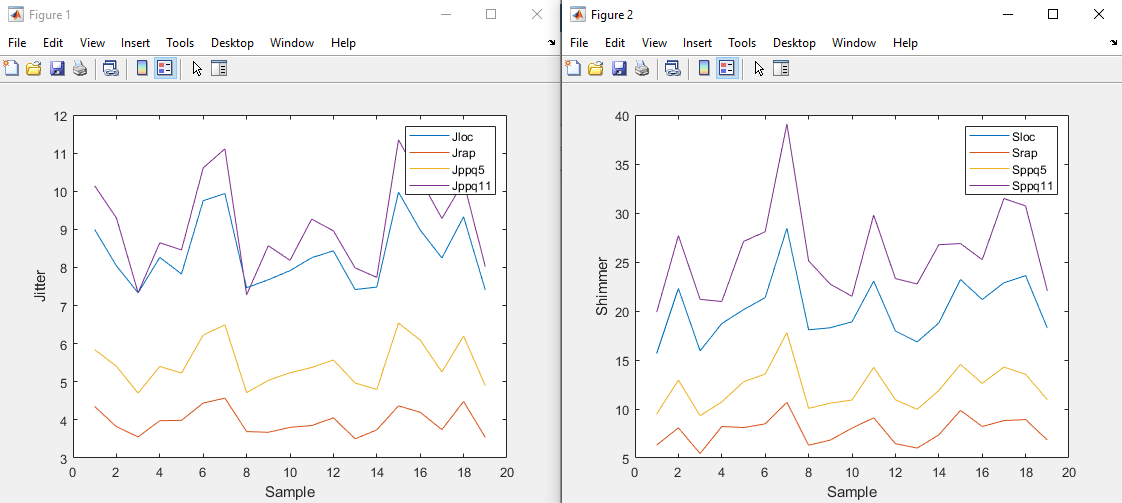 Figure 1
File Edit View Insert Tools Desktop Window Help
12
11
10
9
8
7
6
5
4
3
Jitter
0 2 4 6 8 10 12 14 16 18 20
Sample
Jloc
Jrap
Jppq5
Jppq11
Figure 2
File Edit View Insert Tools Desktop Window Help
40
35
30
25
20
15
10
5
Shimmer
0 2 4 6 8 10 12 14 16 18 20
Sample
Sloc
Srap
Sppq5
Sppq11